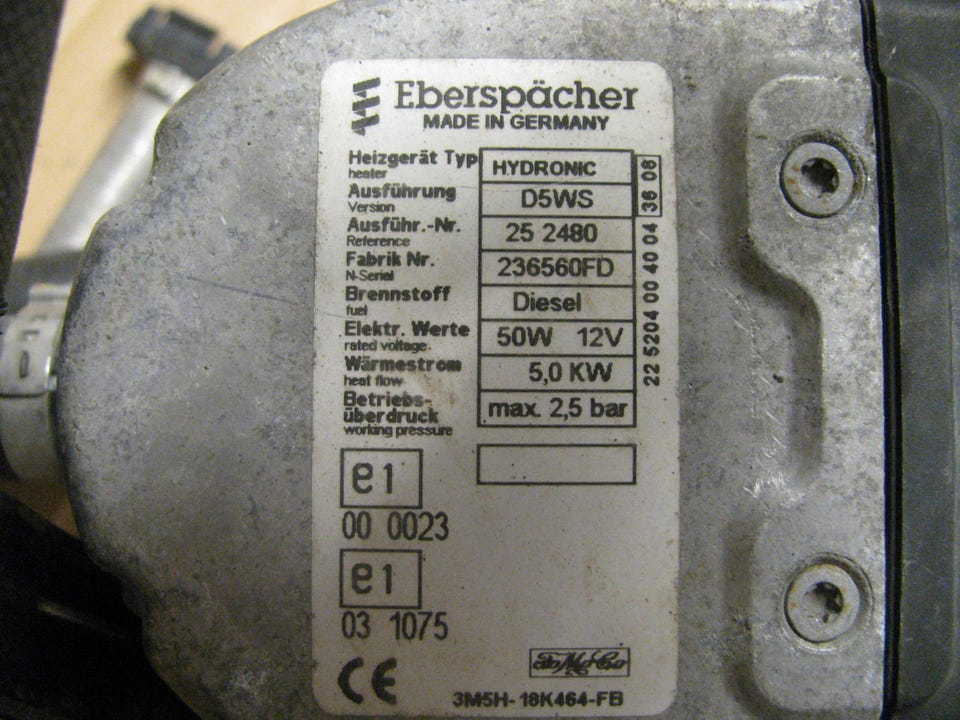 Eberspächer
MADE IN GERMANY
Heizgerät Typ HYDRONIC
heater
Ausführung D5WS
Version
Ausführ.-Nr. 25 2480
Reference
Fabrik Nr. 236560FD
N-Serial
Brennstoff Diesel
fuel
Elektr. Werte 50W 12V
rated voltage
Wärmestrom 5,0 KW
heat flow
Betriebs-
überdruck max. 2,5 bar
working pressure
22 5204 00 40 04 36 08
e1
00 0023
e1
03 1075
CE
FoMoCo
3M5H-18K464-FB